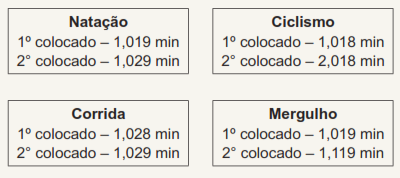 Natação
1º colocado – 1,019 min
2° colocado – 1,029 min
Ciclismo
1º colocado – 1,018 min
2° colocado – 2,018 min
Corrida
1º colocado – 1,028 min
2° colocado – 1,029 min
Mergulho
1º colocado – 1,019 min
2° colocado – 1,119 min